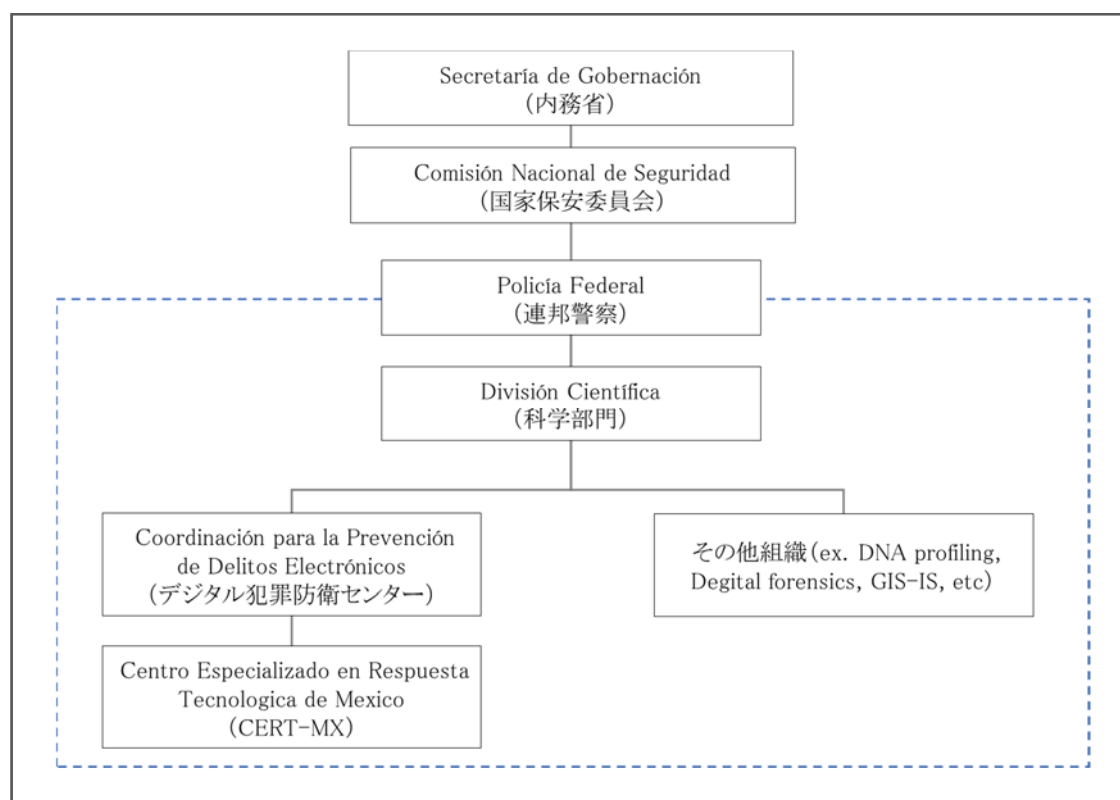 Secretaría de Gobernación
（内務省）
Comisión Nacional de Seguridad
（国家保安委員会）
Policía Federal
（連邦警察）
División Científica
（科学部門）
Coordinación para la Prevención
de Delitos Electrónicos
（デジタル犯罪防衛センター）
その他組織（ex. DNA profiling,
Degital forensics, GIS-IS, etc）
Centro Especializado en Respuesta
Tecnologica de Mexico
（CERT-MX）